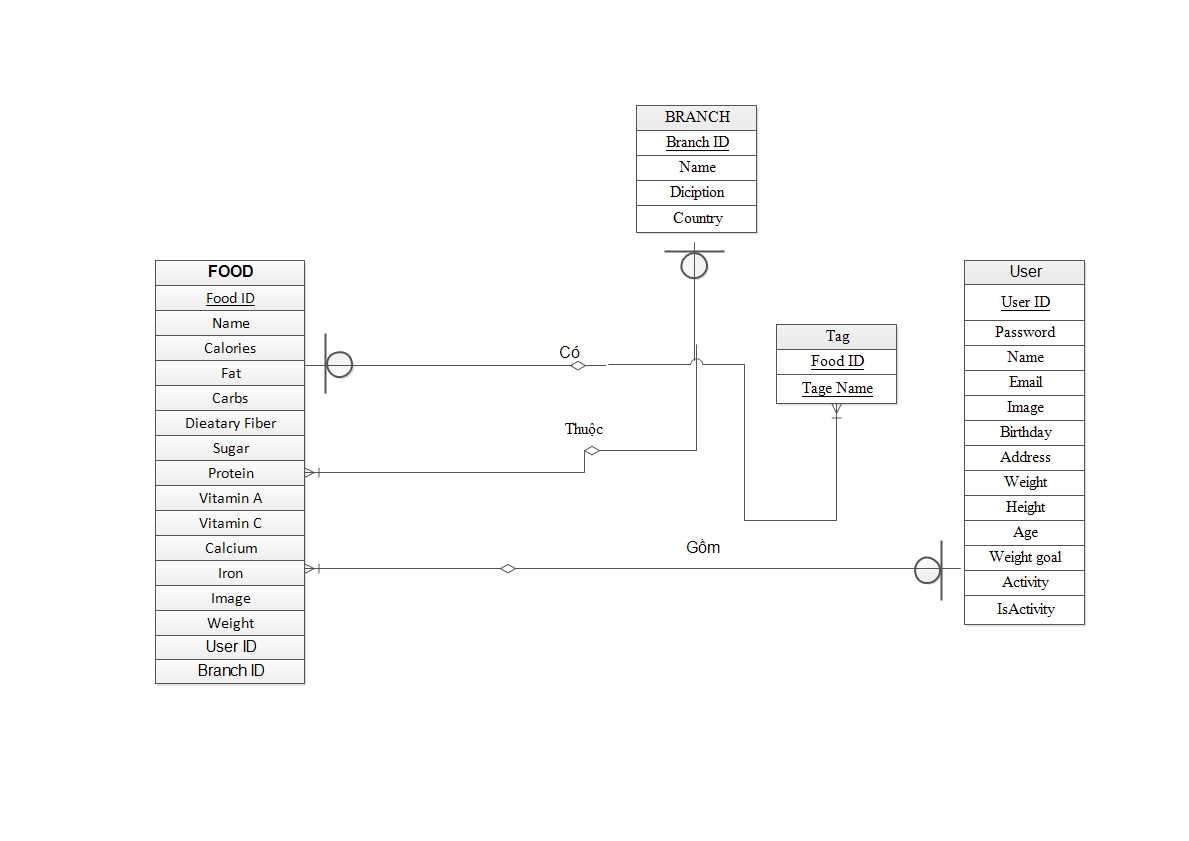 BRANCH
Branch ID
Name
Diciption
Country
FOOD
Food ID
Name
Calories
Fat
Carbs
Dieatary Fiber
Sugar
Protein
Vitamin A
Vitamin C
Calcium
Iron
Image
Weight
User ID
Branch ID
Có
Thuộc
Gồm
Tag
Food ID
Tage Name
User
User ID
Password
Name
Email
Image
Birthday
Address
Weight
Height
Age
Weight goal
Activity
IsActivity